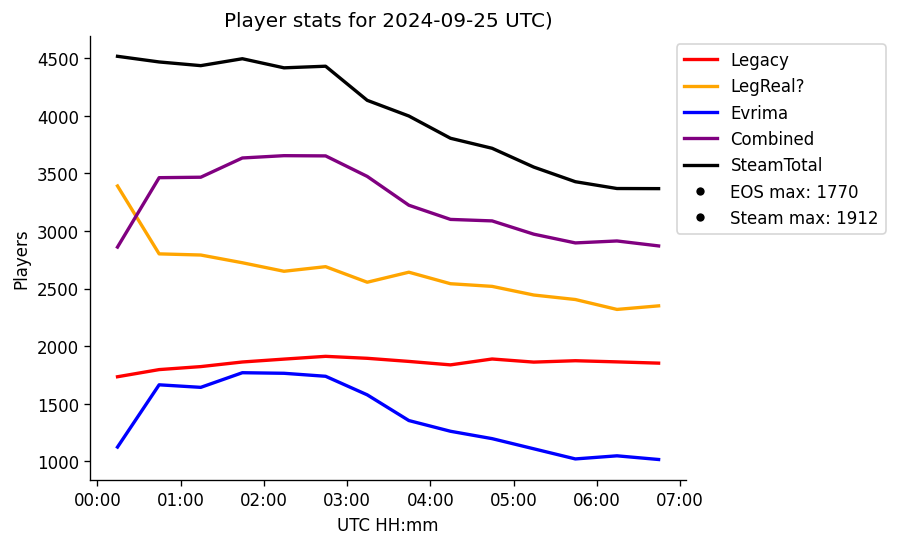 Player stats for 2024-09-25 UTC)
4500
4000
3500
3000
2500
2000
1500
1000
Players
00:00 01:00 02:00 03:00 04:00 05:00 06:00 07:00
UTC HH:mm
Legacy
LegReal?
Evrima
Combined
SteamTotal
EOS max: 1770
Steam max: 1912